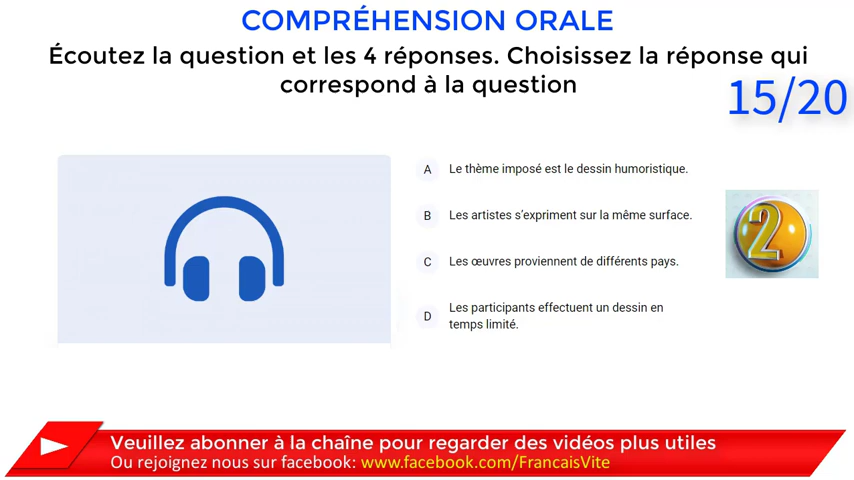 COMPRÉHENSION ORALE
Écoutez la question et les 4 réponses. Choisissez la réponse qui
correspond à la question
15/20
A Le thème imposé est le dessin humoristique.
B Les artistes s’expriment sur la même surface.
C Les œuvres proviennent de différents pays.
D Les participants effectuent un dessin en
temps limité.
2
Veuillez abonner à la chaîne pour regarder des vidéos plus utiles
Ou rejoignez nous sur facebook: www.facebook.com/FrancaisVite